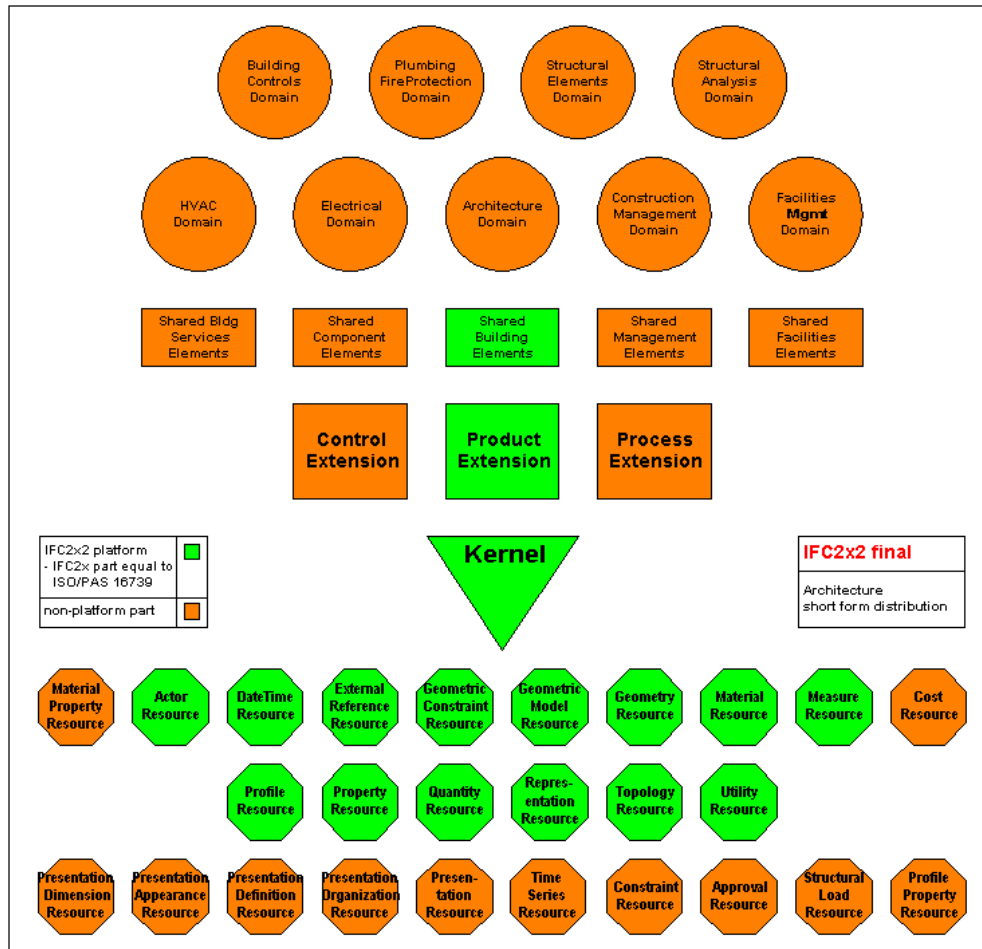 Building
Controls
Domain
Plumbing
FireProtection
Domain
Structural
Elements
Domain
Structural
Analysis
Domain
HVAC
Domain
Electrical
Domain
Architecture
Domain
Construction
Management
Domain
Facilities
Mgmt
Domain
Shared Bldg
Services
Elements
Shared
Component
Elements
Shared
Building
Elements
Shared
Management
Elements
Shared
Facilities
Elements
Control
Extension
Product
Extension
Process
Extension
IFC2x2 platform
- IFC2x part equal to
ISO/PAS 16739
non-platform part
Kernel
IFC2x2 final
Architecture
short form distribution
Material
Property
Resource
Actor
Resource
DateTime
Resource
External
Reference
Resource
Geometric
Constraint
Resource
Geometric
Model
Resource
Geometry
Resource
Material
Resource
Measure
Resource
Cost
Resource
Profile
Resource
Property
Resource
Quantity
Resource
Repres-
entation
Resource
Topology
Resource
Utility
Resource
Presentation
Dimension
Resource
Presentation
Appearance
Resource
Presentation
Definition
Resource
Presentation
Organization
Resource
Presen-
tation
Resource
Time
Series
Resource
Constraint
Resource
Approval
Resource
Structural
Load
Resource
Profile
Property
Resource